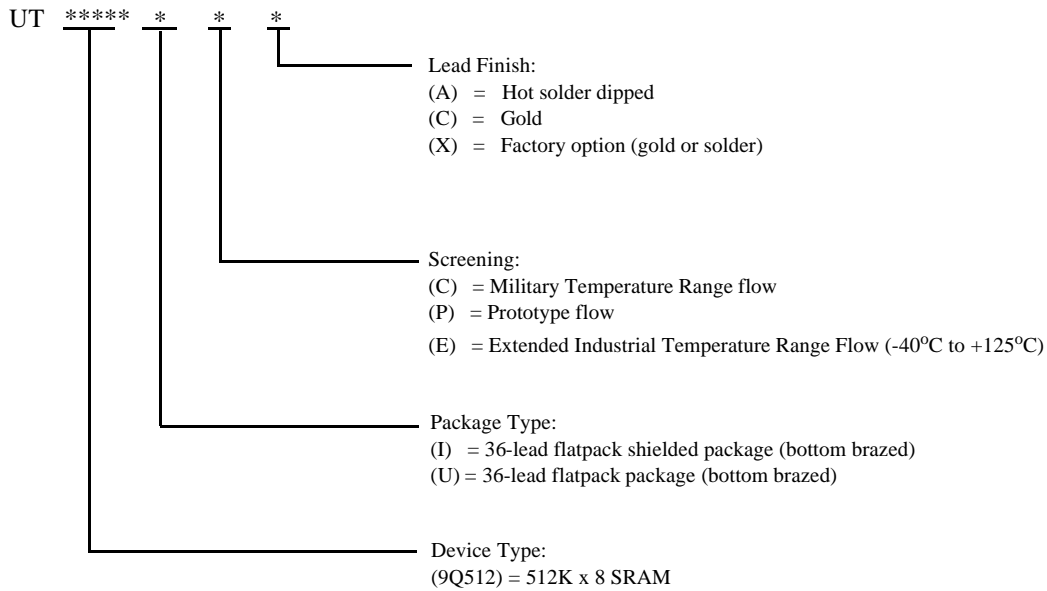 UT ***** * * *
Lead Finish:
(A) = Hot solder dipped
(C) = Gold
(X) = Factory option (gold or solder)
Screening:
(C) = Military Temperature Range flow
(P) = Prototype flow
(E) = Extended Industrial Temperature Range Flow (-40°C to +125°C)
Package Type:
(I) = 36-lead flatpack shielded package (bottom brazed)
(U) = 36-lead flatpack package (bottom brazed)
Device Type:
(9Q512) = 512K x 8 SRAM